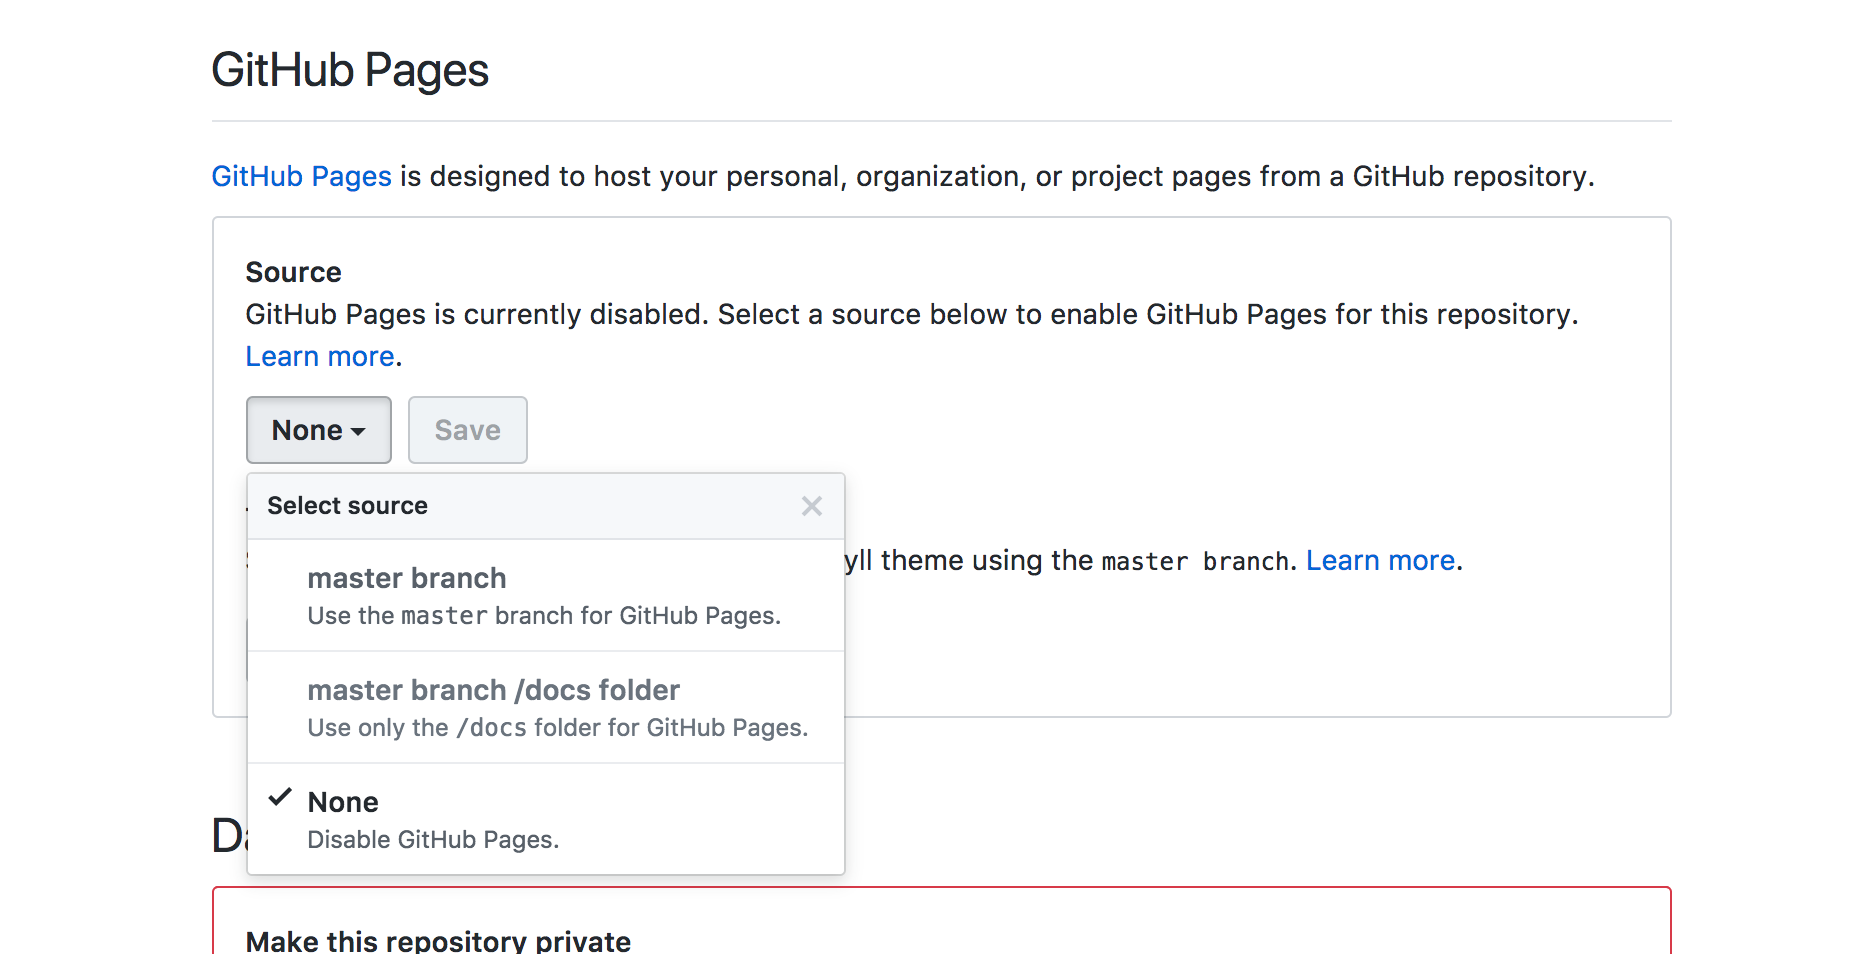 GitHub Pages
GitHub Pages is designed to host your personal, organization, or project pages from a GitHub repository.
Source
GitHub Pages is currently disabled. Select a source below to enable GitHub Pages for this repository.
Learn more.
None Save
Select source
yll theme using the master branch. Learn more.
master branch
Use the master branch for GitHub Pages.
master branch /docs folder
Use only the /docs folder for GitHub Pages.
None
Disable GitHub Pages.
Make this repository private